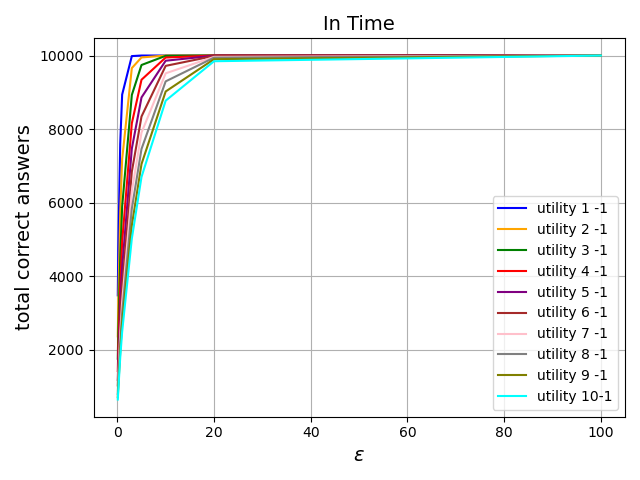 In Time
total correct answers
10000
8000
6000
4000
2000
0
20
40
60
80
100
ε
utility 1 -1
utility 2 -1
utility 3 -1
utility 4 -1
utility 5 -1
utility 6 -1
utility 7 -1
utility 8 -1
utility 9 -1
utility 10-1